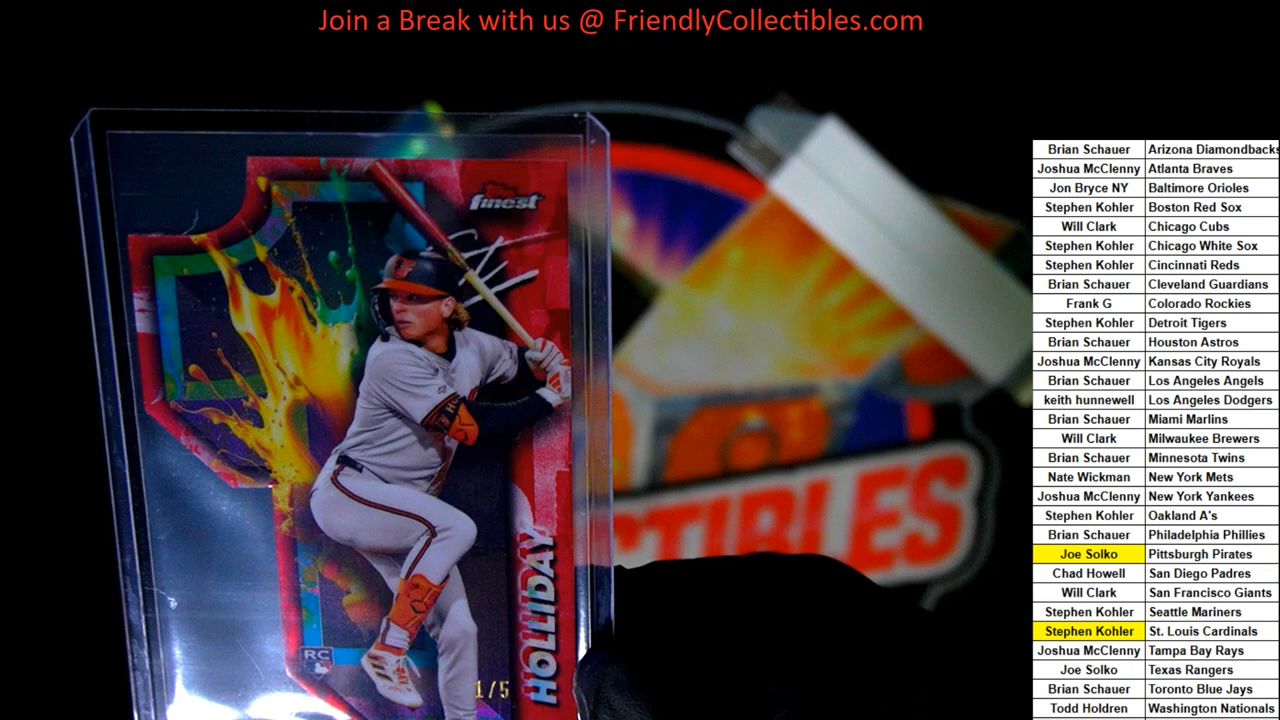 Join a Break with us @ FriendlyCollectibles.com
Topps
finest
HOLLIDAY
RC
1/5
CTIBLES
Brian Schauer Arizona Diamondbacks
Joshua McClenny Atlanta Braves
Jon Bryce NY Baltimore Orioles
Stephen Kohler Boston Red Sox
Will Clark Chicago Cubs
Stephen Kohler Chicago White Sox
Stephen Kohler Cincinnati Reds
Brian Schauer Cleveland Guardians
Frank G Colorado Rockies
Stephen Kohler Detroit Tigers
Brian Schauer Houston Astros
Joshua McClenny Kansas City Royals
Brian Schauer Los Angeles Angels
keith hunnewell Los Angeles Dodgers
Brian Schauer Miami Marlins
Will Clark Milwaukee Brewers
Brian Schauer Minnesota Twins
Nate Wickman New York Mets
Joshua McClenny New York Yankees
Stephen Kohler Oakland A's
Brian Schauer Philadelphia Phillies
Joe Solko Pittsburgh Pirates
Chad Howell San Diego Padres
Will Clark San Francisco Giants
Stephen Kohler Seattle Mariners
Stephen Kohler St. Louis Cardinals
Joshua McClenny Tampa Bay Rays
Joe Solko Texas Rangers
Brian Schauer Toronto Blue Jays
Todd Holdren Washington Nationals